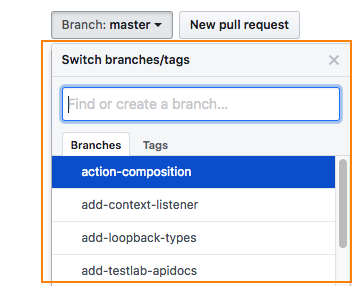 Branch: master New pull request
Switch branches/tags
Find or create a branch...
Branches Tags
action-composition
add-context-listener
add-loopback-types
add-testlab-apidocs